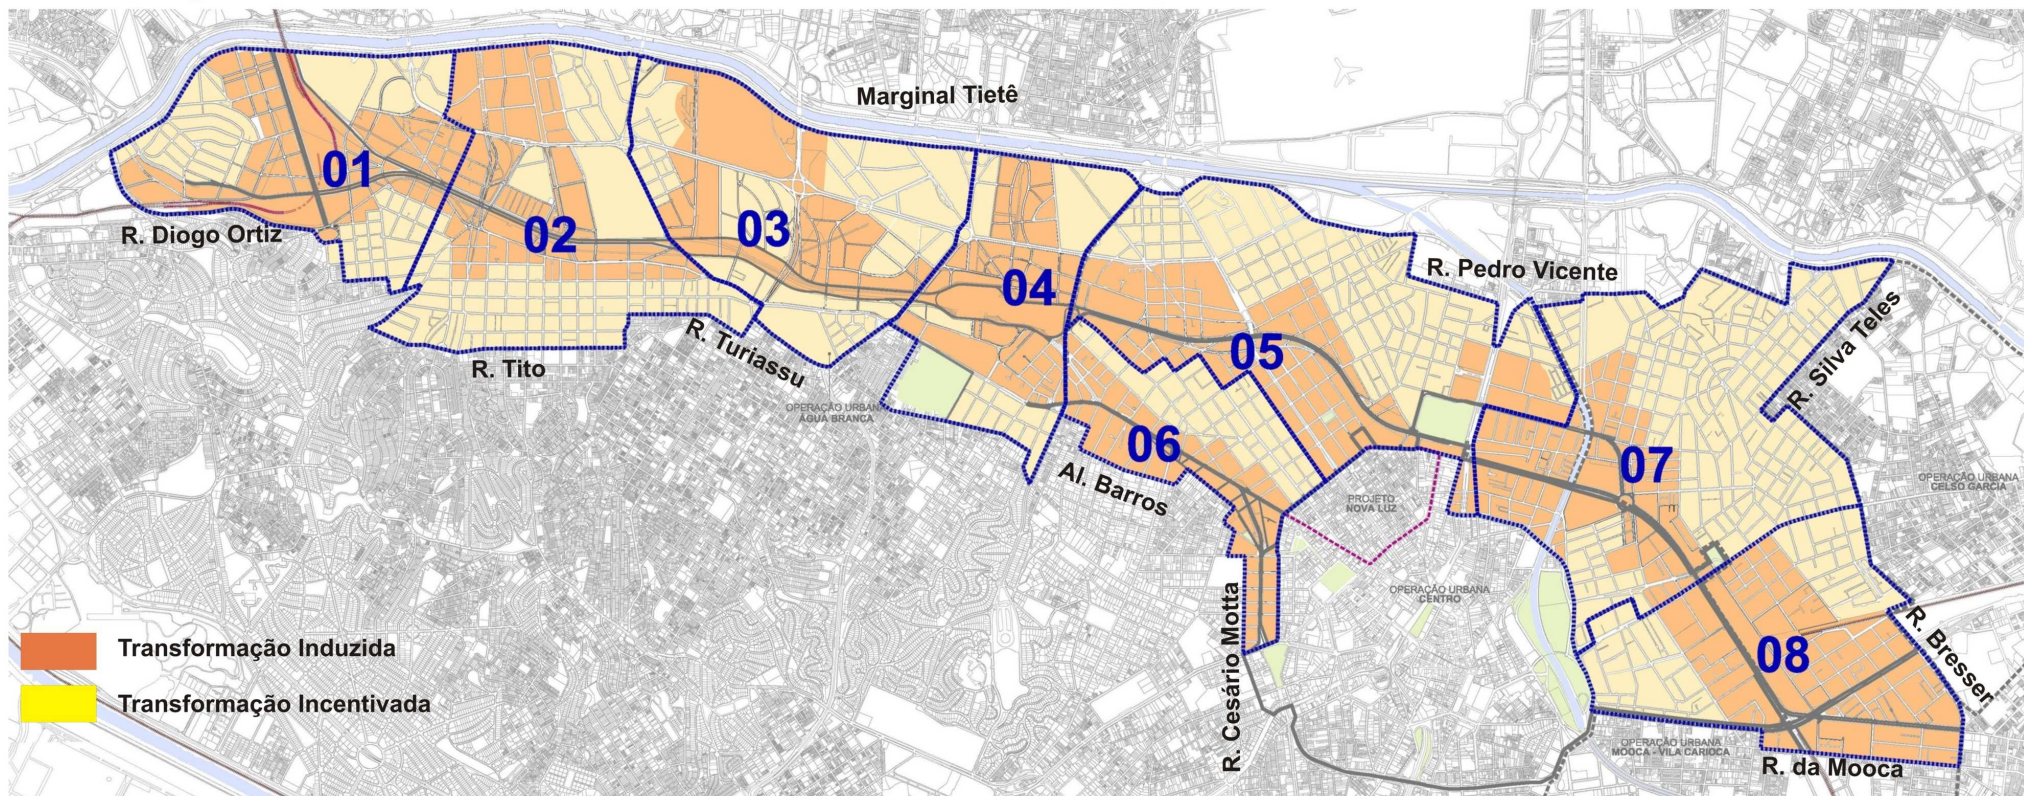 Marginal Tietê
01
R. Diogo Ortiz
02
03
04
R. Pedro Vicente
R. Tito
R. Turiassu
05
R. Silva Teles
OPERAÇÃO URBANA
ÁGUA BRANCA
06
Al. Barros
07
OPERAÇÃO URBANA
CELSO GARCIA
PROJETO
NOVA LUZ
OPERAÇÃO URBANA
CENTRO
R. Cesário Motta
08
R. Bresser
Transformação Induzida
Transformação Incentivada
OPERAÇÃO URBANA
MOOCA - VILA CARIOCA
R. da Mooca